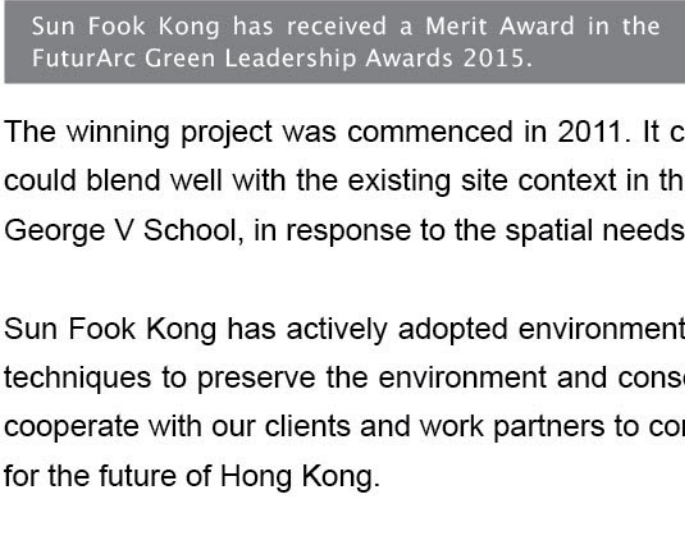 Sun Fook Kong has received a Merit Award in the
FuturArc Green Leadership Awards 2015.
The winning project was commenced in 2011. It
could blend well with the existing site context in
George V School, in response to the spatial needs
Sun Fook Kong has actively adopted
techniques to preserve the environment and
cooperate with our clients and work partners to
for the future of Hong Kong.